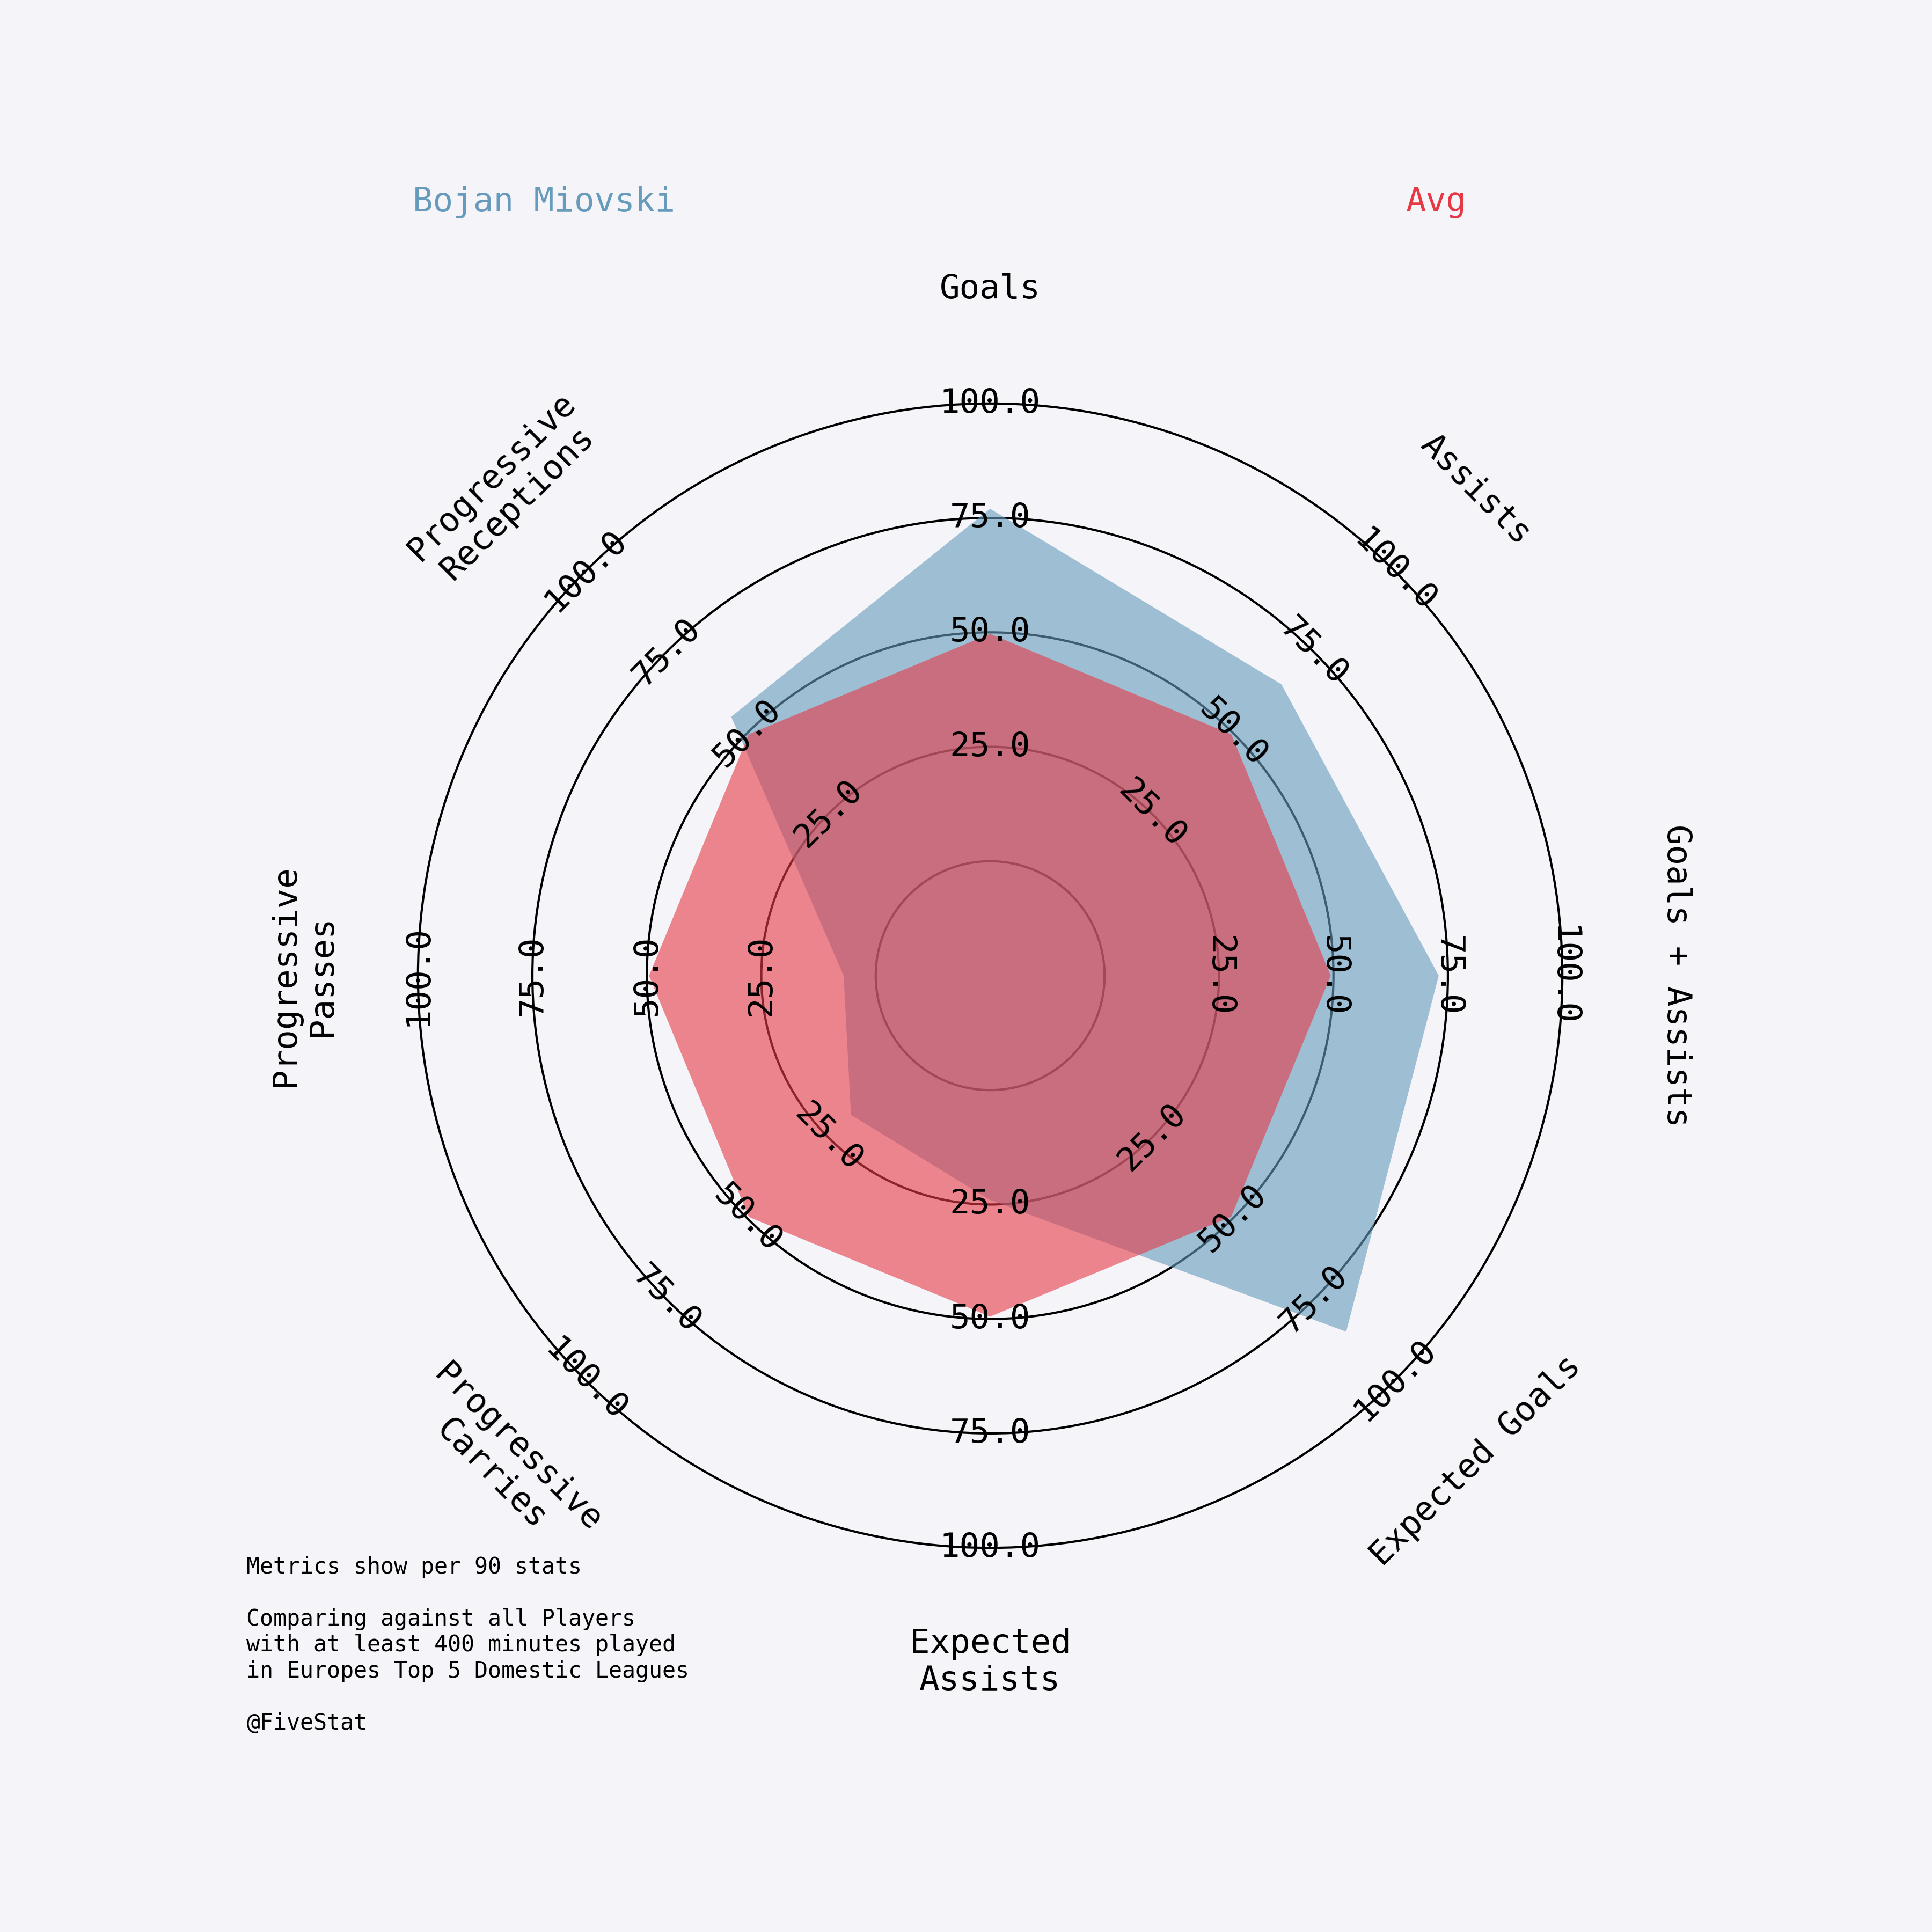 Bojan Miovski
Avg
Goals
Assists
Goals + Assists
Expected Goals
Expected
Assists
Progressive
Carries
Progressive
Passes
Progressive
Receptions
25.0
50.0
75.0
100.0
25.0
50.0
75.0
100.0
25.0
50.0
75.0
100.0
25.0
50.0
75.0
100.0
25.0
50.0
75.0
100.0
25.0
50.0
75.0
100.0
25.0
50.0
75.0
100.0
25.0
50.0
75.0
100.0
Metrics show per 90 stats
Comparing against all Players
with at least 400 minutes played
in Europes Top 5 Domestic Leagues
@FiveStat